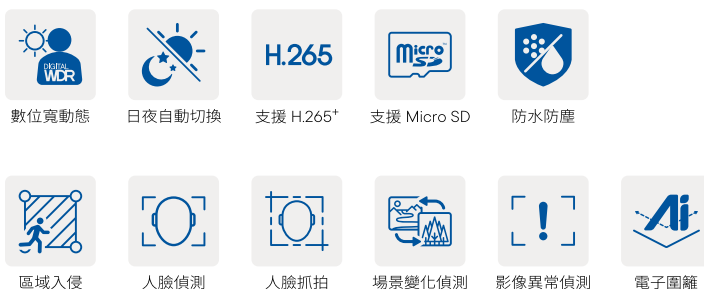 DIGITAL
WDR
H.265
Micro
SD
數位寬動態 日夜自動切換 支援 H.265+ 支援 Micro SD 防水防塵
Ai
區域入侵 人臉偵測 人臉抓拍 場景變化偵測 影像異常偵測 電子圍籬